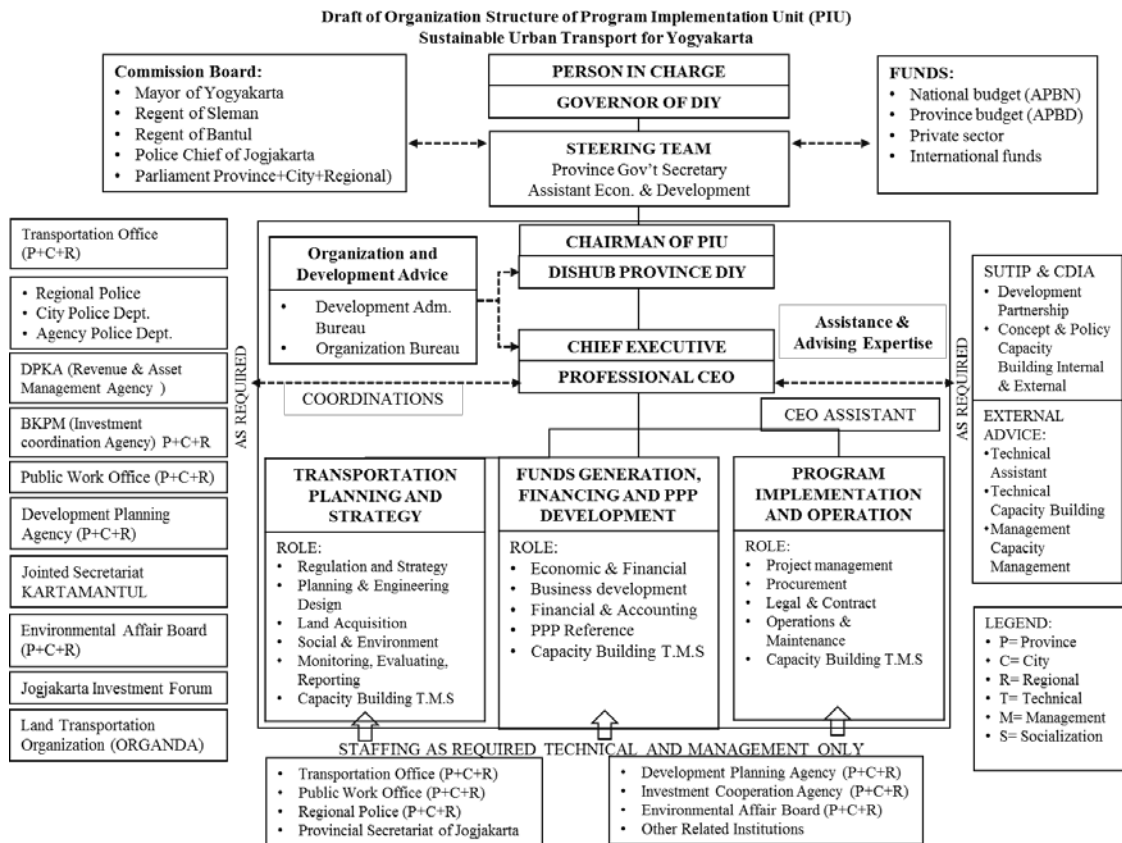 Draft of Organization Structure of Program Implementation Unit (PIU)
Sustainable Urban Transport for Yogyakarta
Commission Board:
• Mayor of Yogyakarta
• Regent of Sleman
• Regent of Bantul
• Police Chief of Jogjakarta
• Parliament Province+City+Regional)
PERSON IN CHARGE
GOVERNOR OF DIY
STEERING TEAM
Province Gov't Secretary
Assistant Econ. & Development
FUNDS:
• National budget (APBN)
• Province budget (APBD)
• Private sector
• International funds
Transportation Office
(P+C+R)
• Regional Police
• City Police Dept.
• Agency Police Dept.
DPKA (Revenue & Asset
Management Agency )
BKPM (Investment
coordination Agency) P+C+R
Public Work Office (P+C+R)
Development Planning
Agency (P+C+R)
Jointed Secretariat
KARTAMANTUL
Environmental Affair Board
(P+C+R)
Jogjakarta Investment Forum
Land Transportation
Organization (ORGANDA)
AS REQUIRED
Organization and
Development Advice
• Development Adm.
Bureau
• Organization Bureau
COORDINATIONS
CHAIRMAN OF PIU
DISHUB PROVINCE DIY
CHIEF EXECUTIVE
PROFESSIONAL CEO
Assistance &
Advising Expertise
CEO ASSISTANT
AS REQUIRED
TRANSPORTATION
PLANNING AND
STRATEGY
ROLE:
• Regulation and Strategy
• Planning & Engineering
Design
• Land Acquisition
• Social & Environment
• Monitoring, Evaluating,
Reporting
• Capacity Building T.M.S
FUNDS GENERATION,
FINANCING AND PPP
DEVELOPMENT
ROLE:
• Economic & Financial
• Business development
• Financial & Accounting
• PPP Reference
• Capacity Building T.M.S
PROGRAM
IMPLEMENTATION
AND OPERATION
ROLE:
• Project management
• Procurement
• Legal & Contract
• Operations &
Maintenance
• Capacity Building T.M.S
SUTIP & CDIA
• Development
Partnership
• Concept & Policy
Capacity
Building Internal
& External
EXTERNAL
ADVICE:
• Technical
Assistant
• Technical
Capacity Building
• Management
Capacity
Management
LEGEND:
• P= Province
• C= City
• R= Regional
• T= Technical
• M= Management
• S= Socialization
STAFFING AS REQUIRED TECHNICAL AND MANAGEMENT ONLY
• Transportation Office (P+C+R)
• Public Work Office (P+C+R)
• Regional Police (P+C+R)
• Provincial Secretariat of Jogjakarta
• Development Planning Agency (P+C+R)
• Investment Cooperation Agency (P+C+R)
• Environmental Affair Board (P+C+R)
• Other Related Institutions